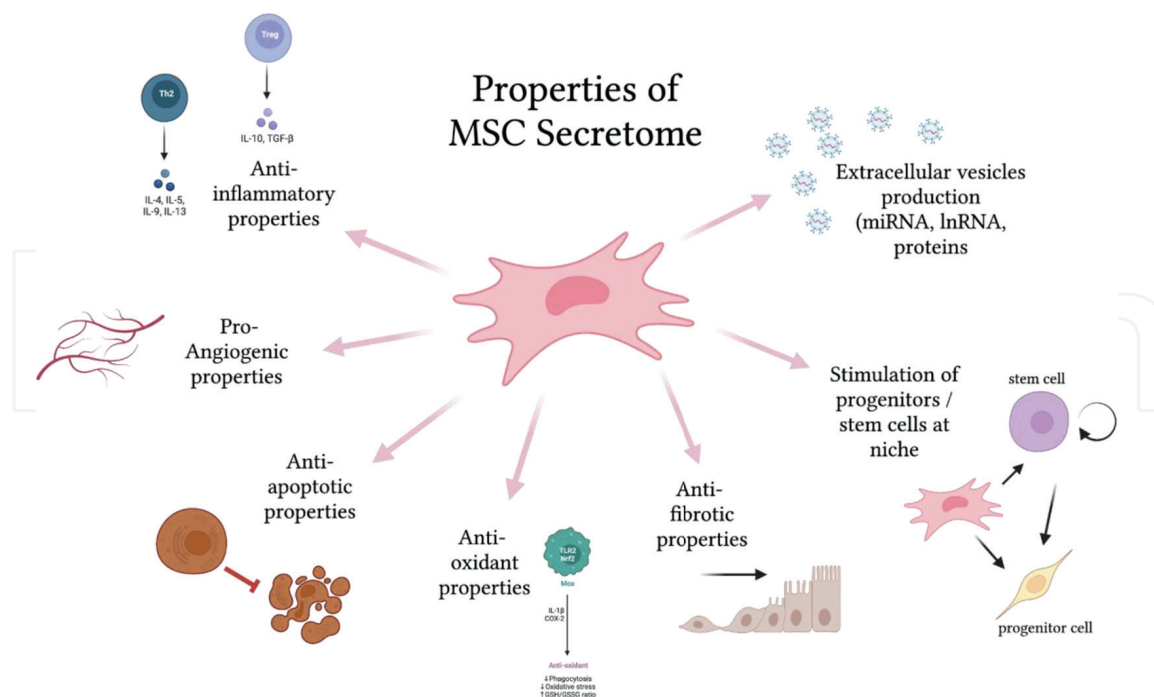 Properties of
MSC Secretome
Treg
IL-10, TGF-β
Th2
IL-4, IL-5,
IL-9, IL-13
Anti-
inflammatory
properties
Extracellular vesicles
production
(miRNA, lnRNA,
proteins
Pro-
Angiogenic
properties
Stimulation of
progenitors /
stem cells at
niche
stem cell
progenitor cell
Anti-
apoptotic
properties
Anti-
oxidant
properties
TLR2
Nrf2
Mox
IL-1β
COX-2
Anti-oxidant
↓Phagocytosis
↓Oxidative stress
↑GSH/GSSG ratio
Anti-
fibrotic
properties